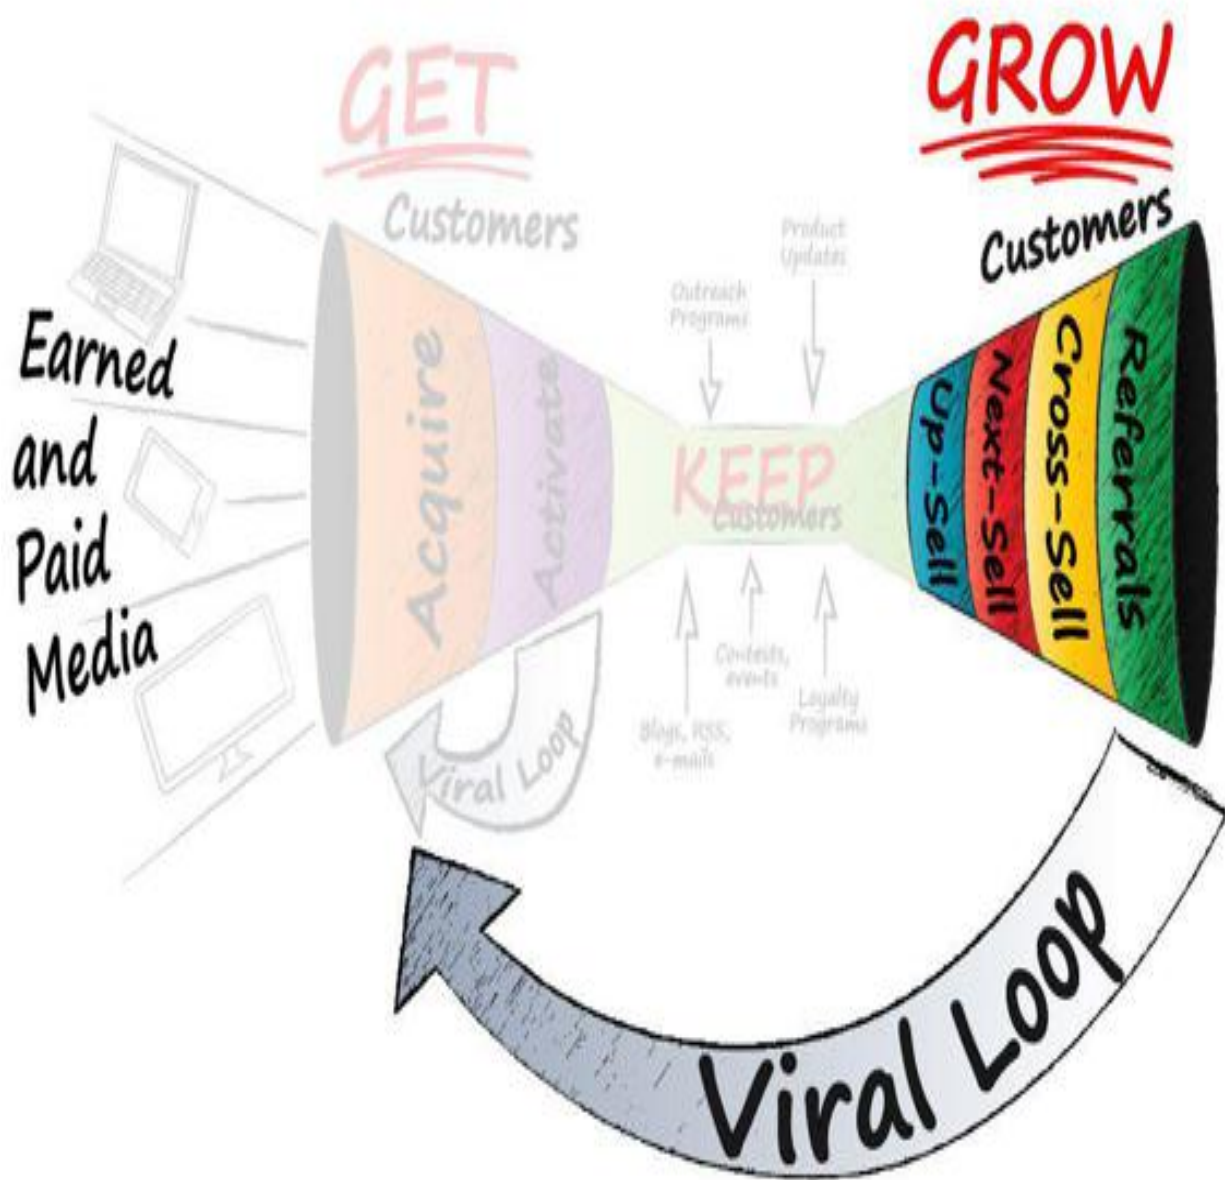 GET
Customers
GROW
Customers
Earned
and
Paid
Media
Acquire
Activate
Outreach
Programs
Product
Updates
KEEP
Customers
Contests,
events
Loyalty
Programs
Blogs, RSS,
e-mails
Viral Loop
Up-Sell
Next-Sell
Cross-Sell
Referrals
Viral Loop